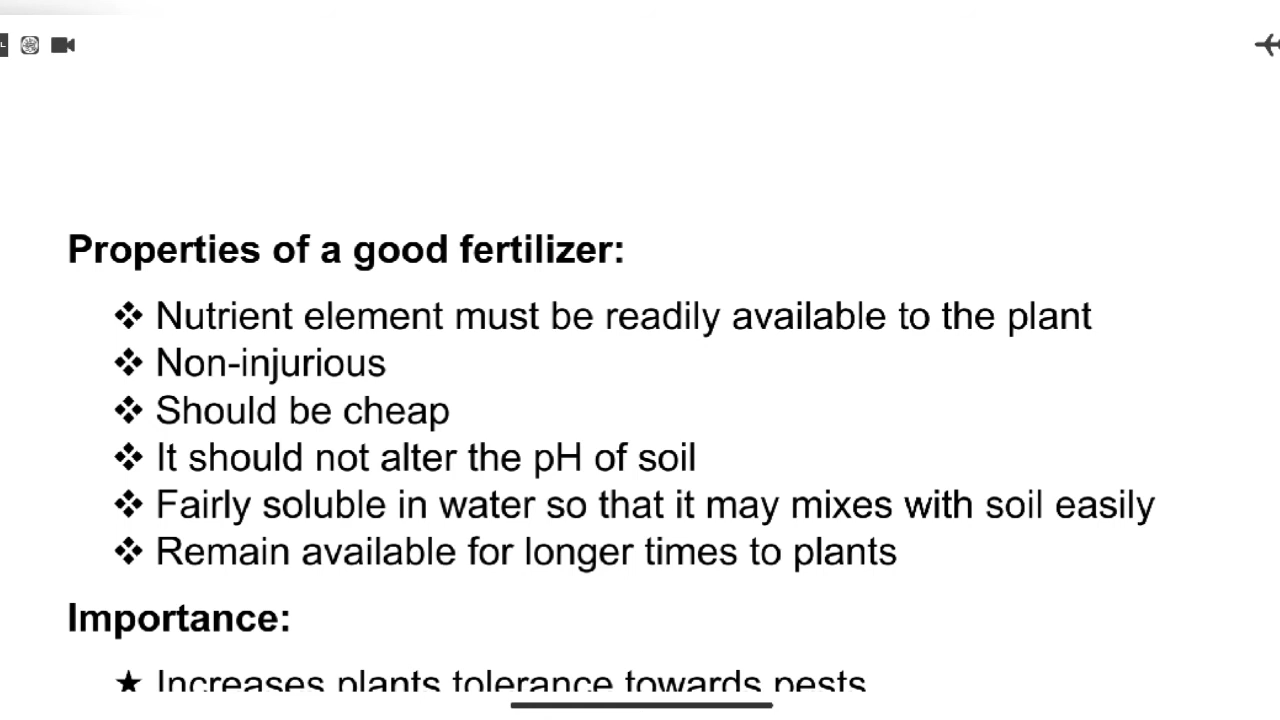 Properties of a good fertilizer:
❖ Nutrient element must be readily available to the plant
❖ Non-injurious
❖ Should be cheap
❖ It should not alter the pH of soil
❖ Fairly soluble in water so that it may mixes with soil easily
❖ Remain available for longer times to plants
Importance:
★ Increases plants tolerance towards pests